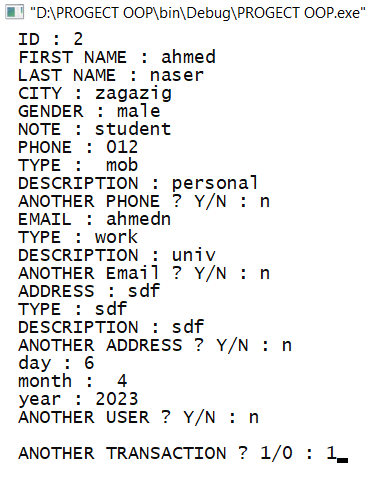 "D:\PROGECT OOP\bin\Debug\PROGECT OOP.exe"
ID : 2
FIRST NAME : ahmed
LAST NAME : naser
CITY : zagazig
GENDER : male
NOTE : student
PHONE : 012
TYPE :  mob
DESCRIPTION : personal
ANOTHER PHONE ? Y/N : n
EMAIL : ahmedn
TYPE : work
DESCRIPTION : univ
ANOTHER Email ? Y/N : n
ADDRESS : sdf
TYPE : sdf
DESCRIPTION : sdf
ANOTHER ADDRESS ? Y/N : n
day : 6
month :  4
year : 2023
ANOTHER USER ? Y/N : n
ANOTHER TRANSACTION ? 1/0 : 1